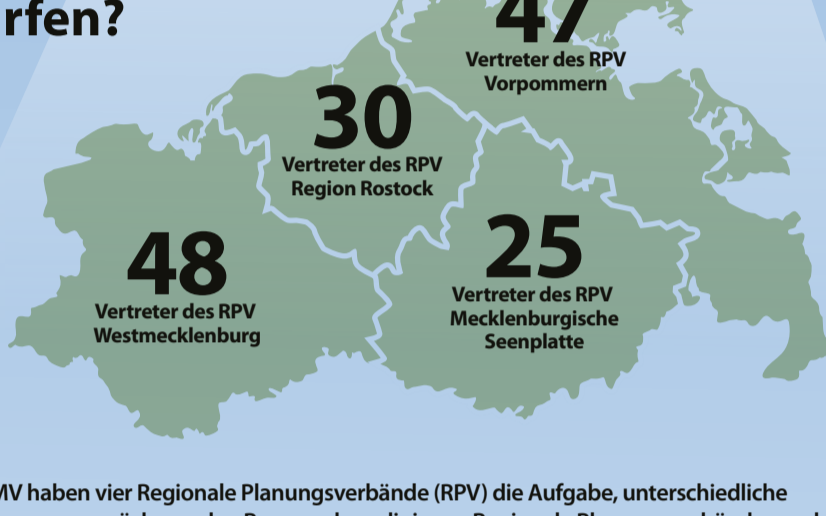 rfen?
47
Vertreter des RPV
Vorpommern
30
Vertreter des RPV
Region Rostock
48
Vertreter des RPV
Westmecklenburg
25
Vertreter des RPV
Mecklenburgische
Seenplatte
MV haben vier Regionale Planungsverbände (RPV) die Aufgabe, unterschiedliche